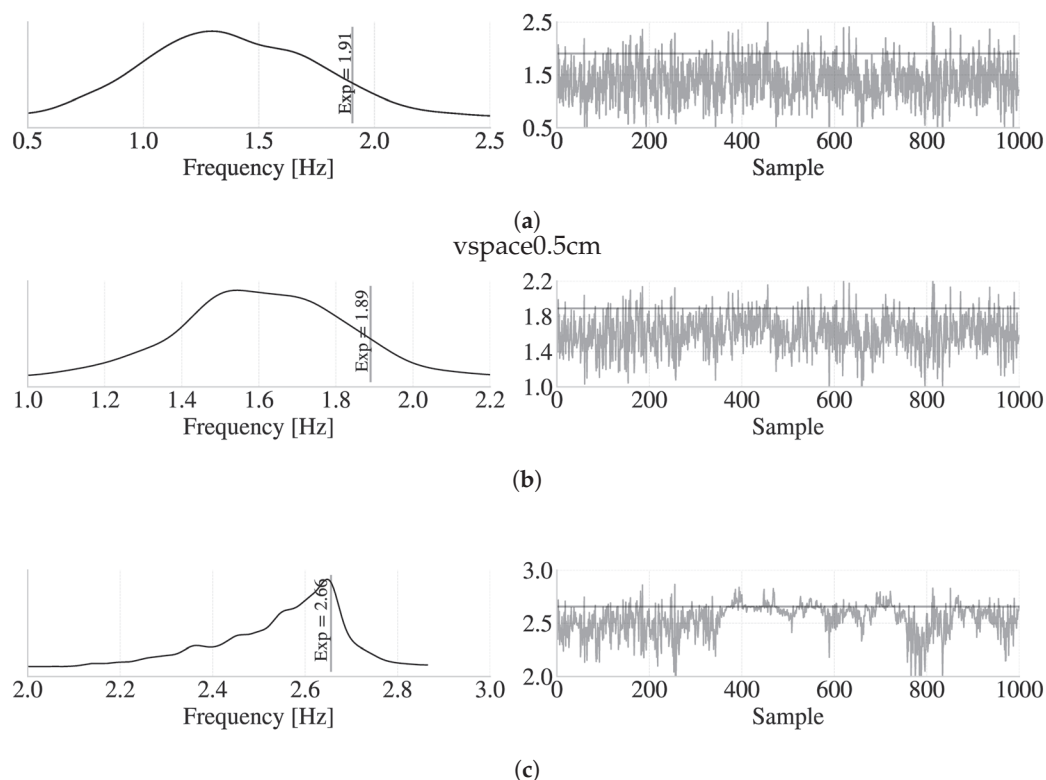 Exp = 1.91
0.5 1.0 1.5 2.0 2.5
Frequency [Hz]
2.5
1.5
0.5
0 200 400 600 800 1000
Sample
(a)
vspace0.5cm
Exp = 1.89
1.0 1.2 1.4 1.6 1.8 2.0 2.2
Frequency [Hz]
2.2
1.8
1.4
1.0
0 200 400 600 800 1000
Sample
(b)
Exp = 2.66
2.0 2.2 2.4 2.6 2.8 3.0
Frequency [Hz]
3.0
2.5
2.0
0 200 400 600 800 1000
Sample
(c)